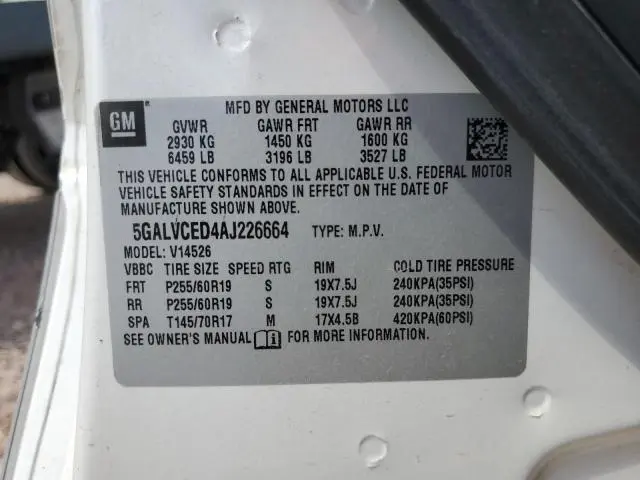 GM
MFD BY GENERAL MOTORS LLC
GVWR GAWR FRT GAWR RR
2930 KG 1450 KG 1600 KG
6459 LB 3196 LB 3527 LB
THIS VEHICLE CONFORMS TO ALL APPLICABLE U.S. FEDERAL MOTOR
VEHICLE SAFETY STANDARDS IN EFFECT ON THE DATE OF
MANUFACTURE SHOWN ABOVE.
5GALVCED4AJ226664 TYPE: M.P.V.
MODEL: V14526
VBBC TIRE SIZE SPEED RTG RIM COLD TIRE PRESSURE
FRT P255/60R19 S 19X7.5J 240KPA(35PSI)
RR P255/60R19 S 19X7.5J 240KPA(35PSI)
SPA T145/70R17 M 17X4.5B 420KPA(60PSI)
SEE OWNER'S MANUAL FOR MORE INFORMATION.